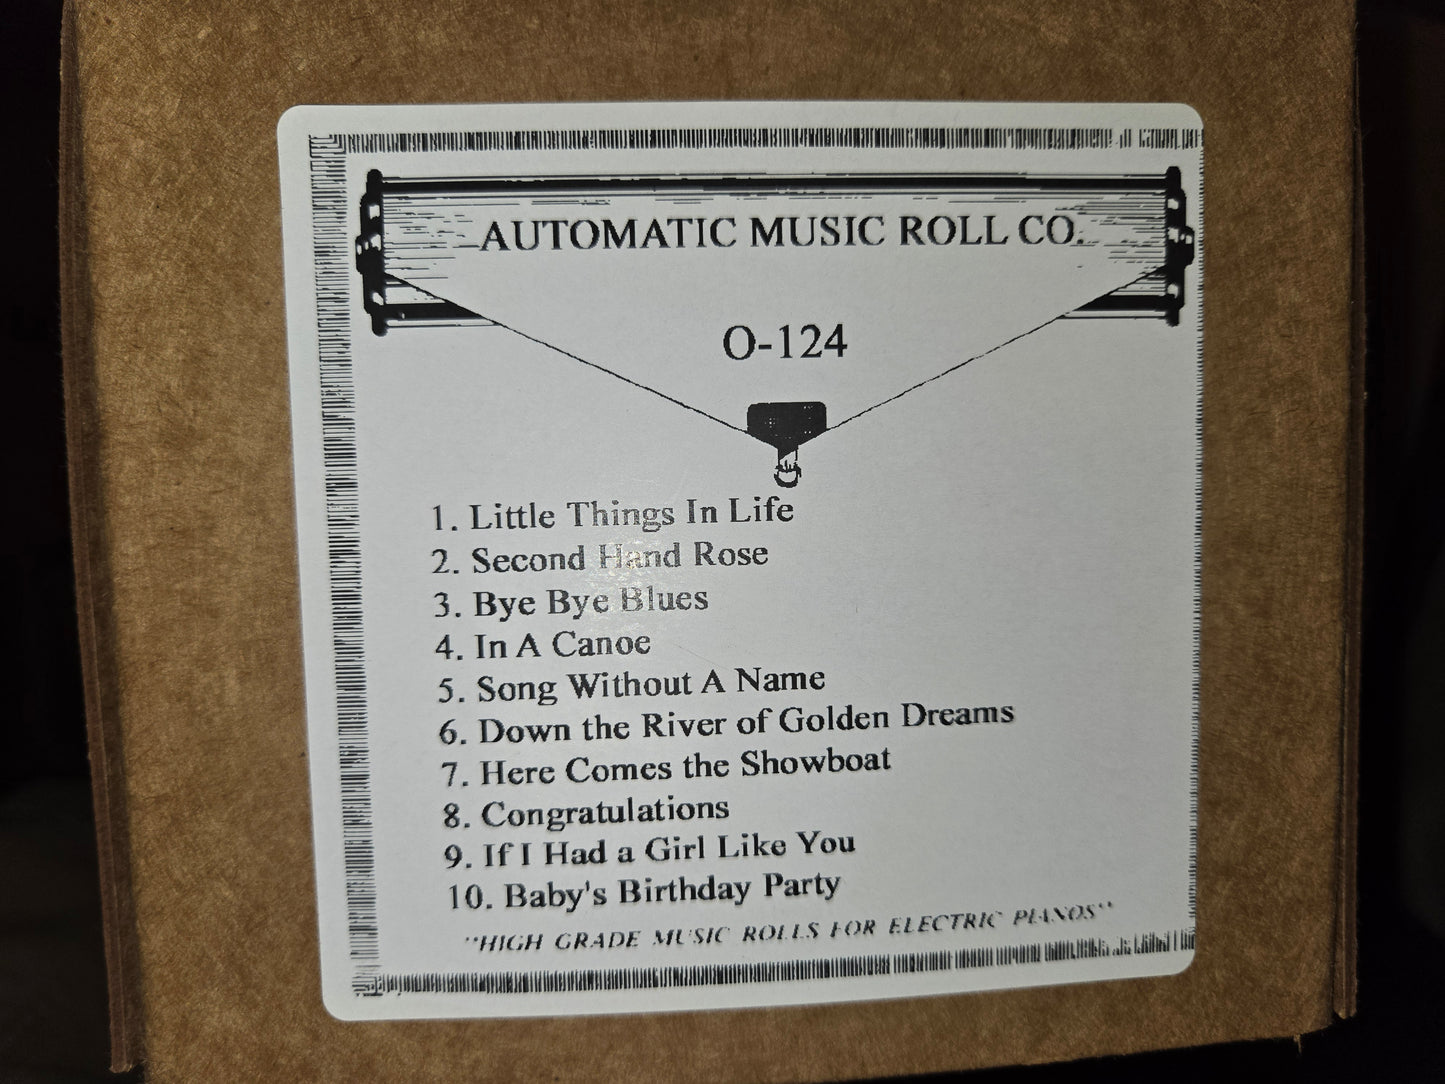 AUTOMATIC MUSIC ROLL CO.
O-124
1. Little Things In Life
2. Second Hand Rose
3. Bye Bye Blues
4. In A Canoe
5. Song Without A Name
6. Down the River of Golden Dreams
7. Here Comes the Showboat
8. Congratulations
9. If I Had a Girl Like You
10. Baby's Birthday Party
"HIGH GRADE MUSIC ROLLS FOR ELECTRIC PIANOS"